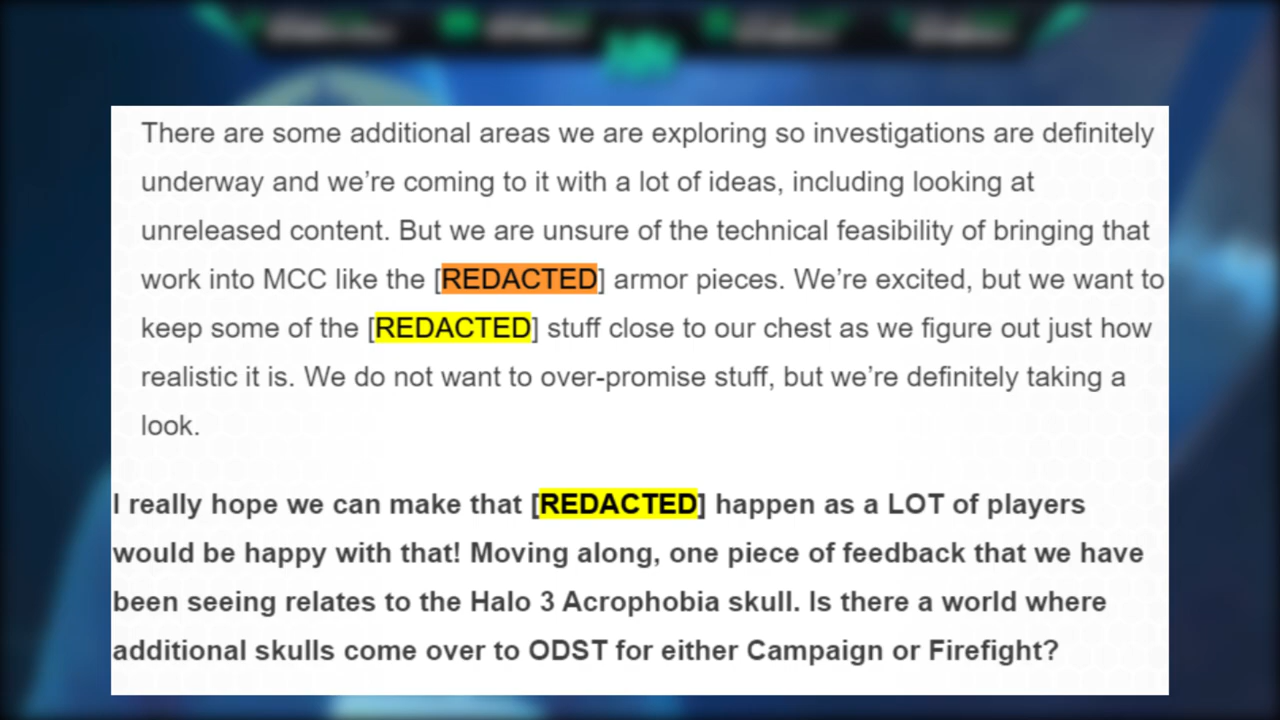 There are some additional areas we are exploring so investigations are definitely
underway and we're coming to it with a lot of ideas, including looking at
unreleased content. But we are unsure of the technical feasibility of bringing that
work into MCC like the [REDACTED] armor pieces. We're excited, but we want to
keep some of the [REDACTED] stuff close to our chest as we figure out just how
realistic it is. We do not want to over-promise stuff, but we're definitely taking a
look.
I really hope we can make that [REDACTED] happen as a LOT of players
would be happy with that! Moving along, one piece of feedback that we have
been seeing relates to the Halo 3 Acrophobia skull. Is there a world where
additional skulls come over to ODST for either Campaign or Firefight?